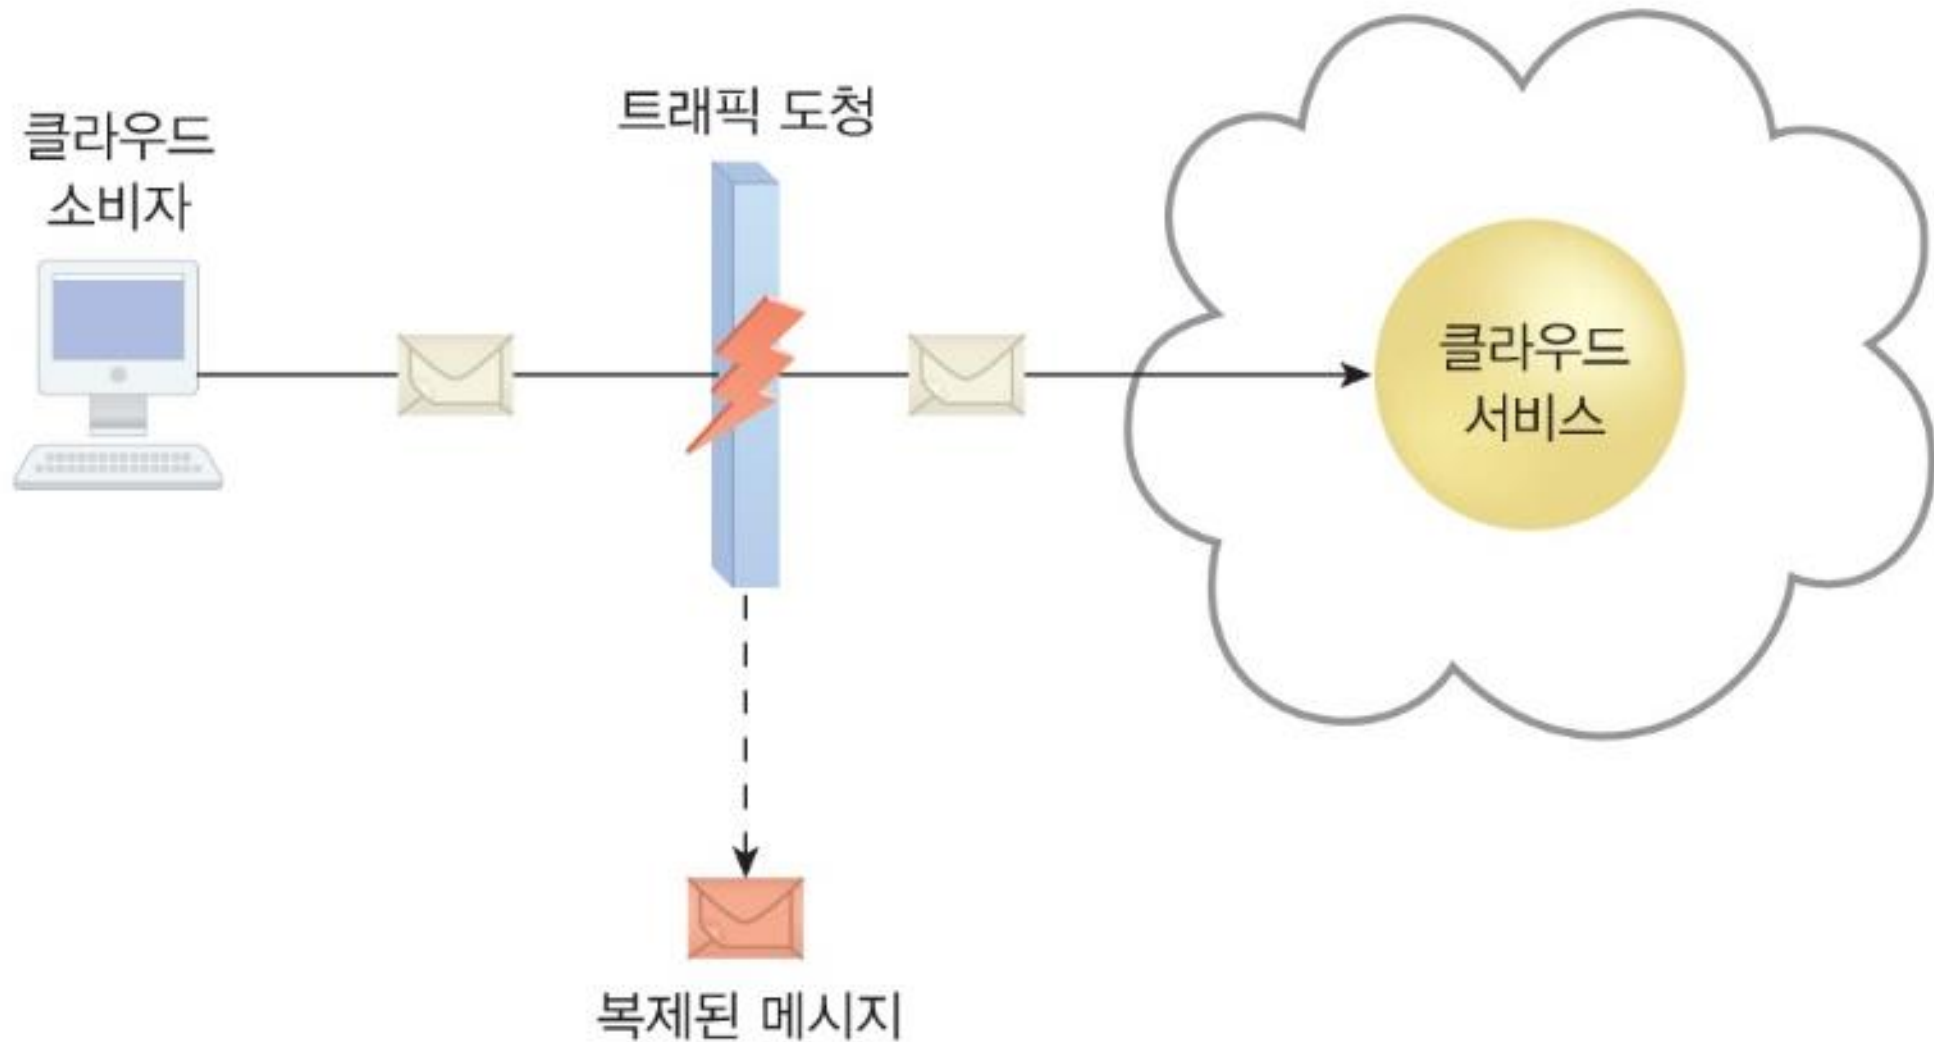 클라우드
소비자
트래픽 도청
클라우드
서비스
복제된 메시지